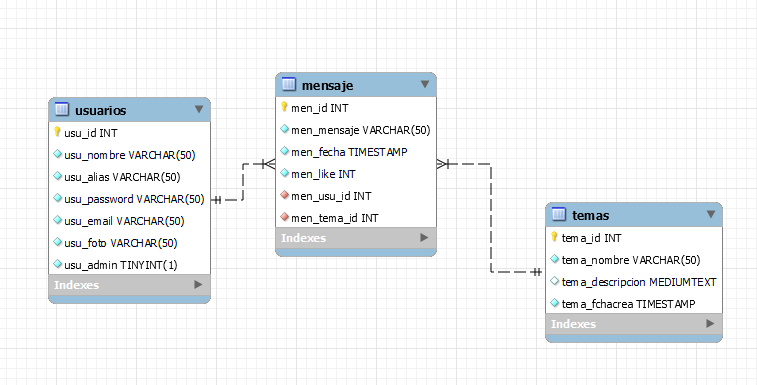 usuarios
usu_id INT
usu_nombre VARCHAR(50)
usu_alias VARCHAR(50)
usu_password VARCHAR(50)
usu_email VARCHAR(50)
usu_foto VARCHAR(50)
usu_admin TINYINT(1)
Indexes
mensaje
men_id INT
men_mensaje VARCHAR(50)
men_fecha TIMESTAMP
men_like INT
men_usu_id INT
men_tema_id INT
Indexes
temas
tema_id INT
tema_nombre VARCHAR(50)
tema_descripcion MEDIUMTEXT
tema_fchacrea TIMESTAMP
Indexes